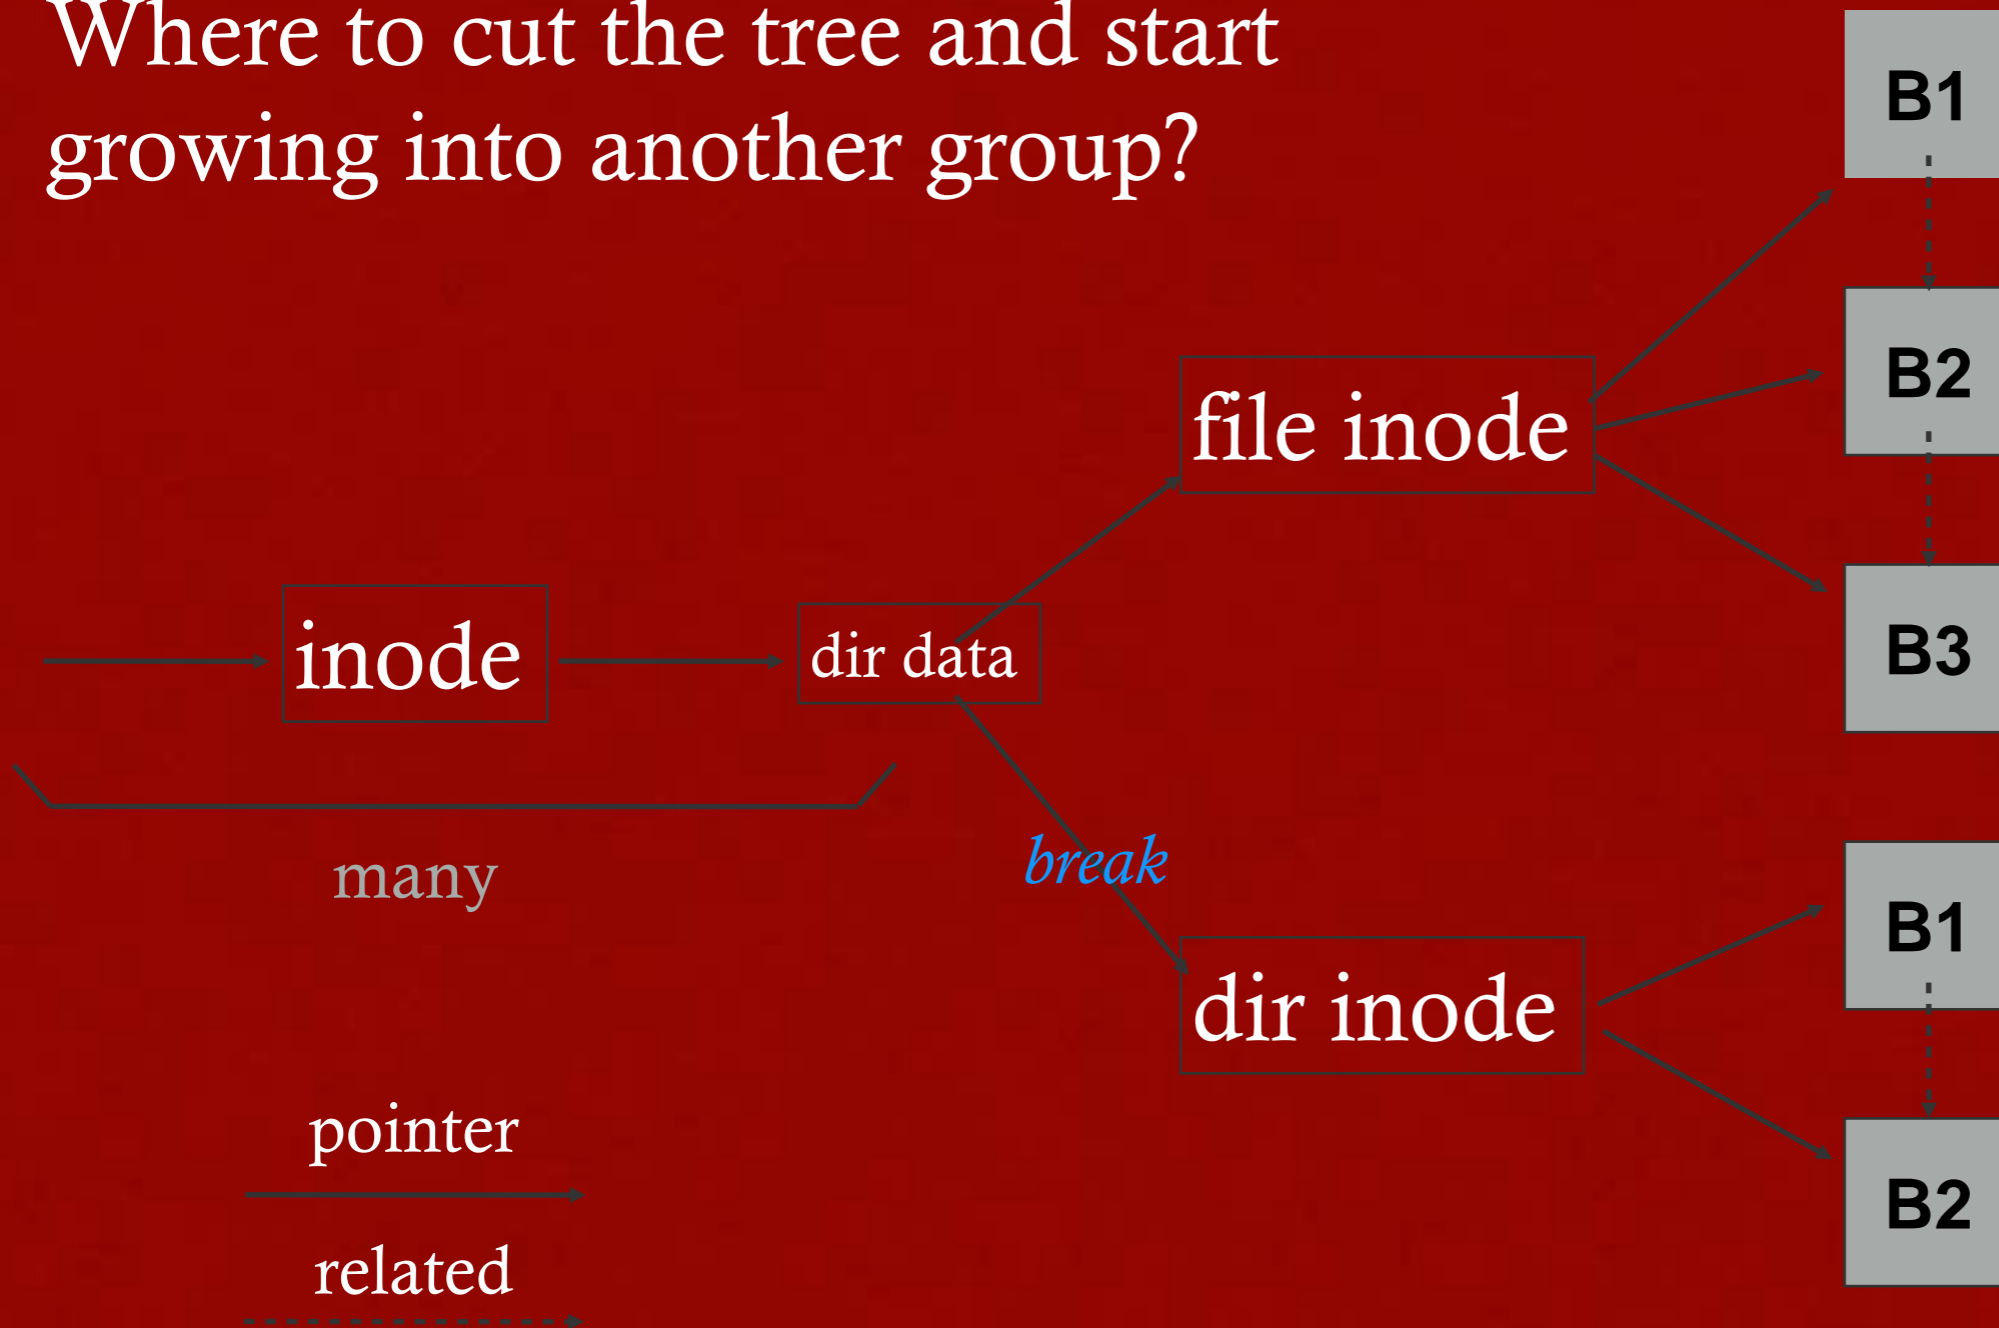 Where to cut the tree and start
growing into another group?
B1
B2
file inode
B3
inode
dir data
break
many
B1
dir inode
pointer
B2
related